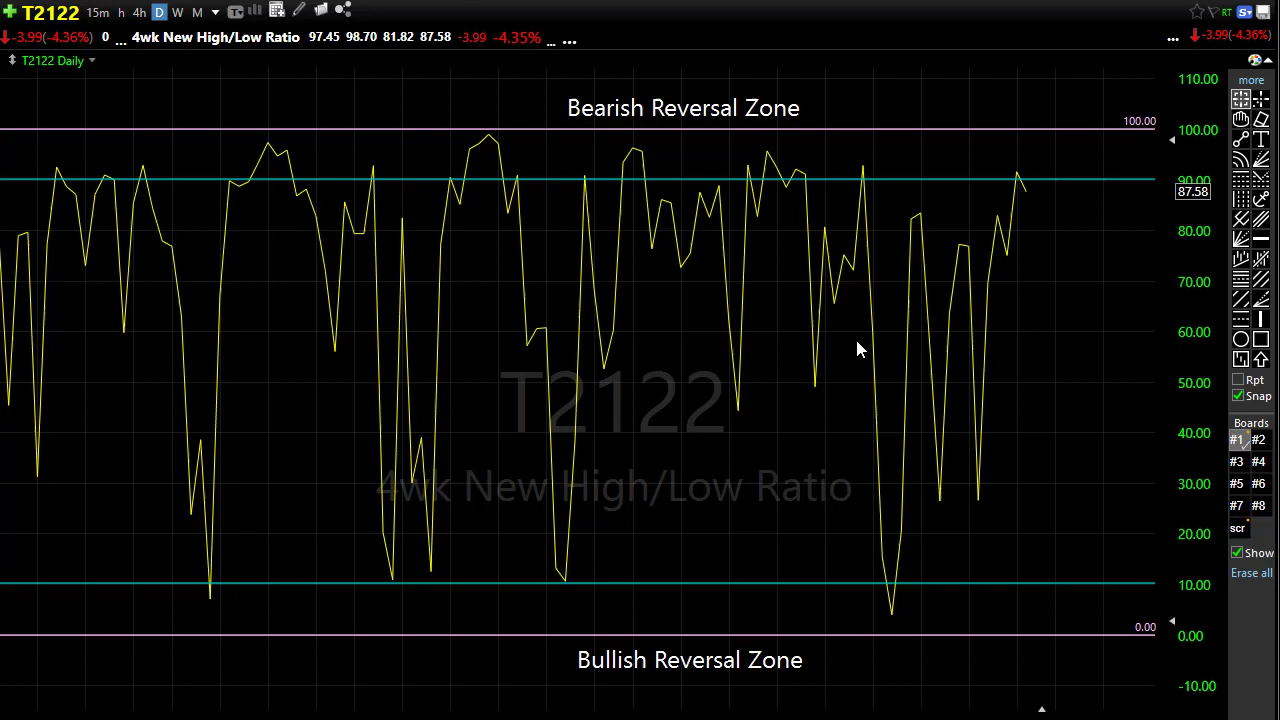 T2122 15m h 4h D W M T RT S
-3.99(-4.36%) 0 ... 4wk New High/Low Ratio 97.45 98.70 81.82 87.58 -3.99 -4.35% ... ... ... -3.99(-4.36%)
T2122 Daily
more
110.00
Bearish Reversal Zone
100.00
100.00
90.00
87.58
80.00
70.00
60.00
50.00
40.00
30.00
20.00
10.00
0.00
0.00
-10.00
T2122
4wk New High/Low Ratio
Bullish Reversal Zone
T
Rpt
Snap
Boards
#1 #2
#3 #4
#5 #6
#7 #8
scr
Show
Erase all